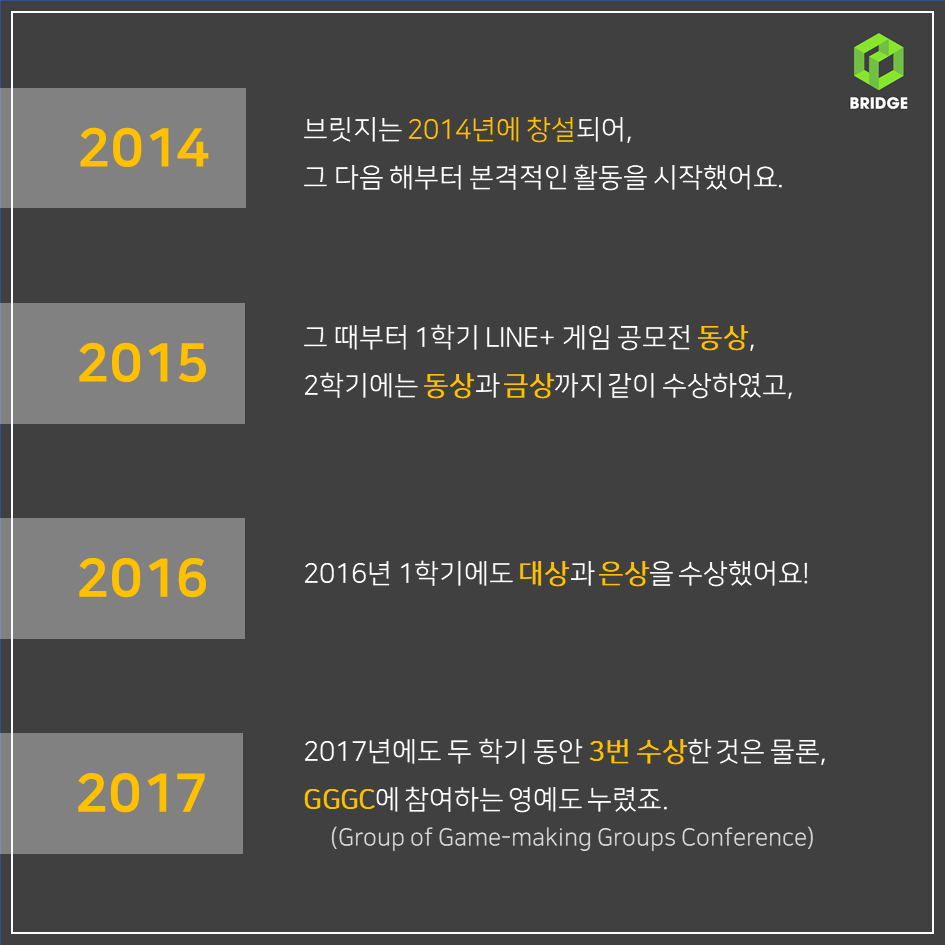 BRIDGE
2014
브릿지는 2014년에 창설되어,
그 다음 해부터 본격적인 활동을 시작했어요.
2015
그 때부터 1학기 LINE+ 게임 공모전 동상,
2학기에는 동상과 금상까지 같이 수상하였고,
2016
2016년 1학기에도 대상과 은상을 수상했어요!
2017
2017년에도 두 학기 동안 3번 수상한 것은 물론,
GGGC에 참여하는 영예도 누렸죠.
(Group of Game-making Groups Conference)